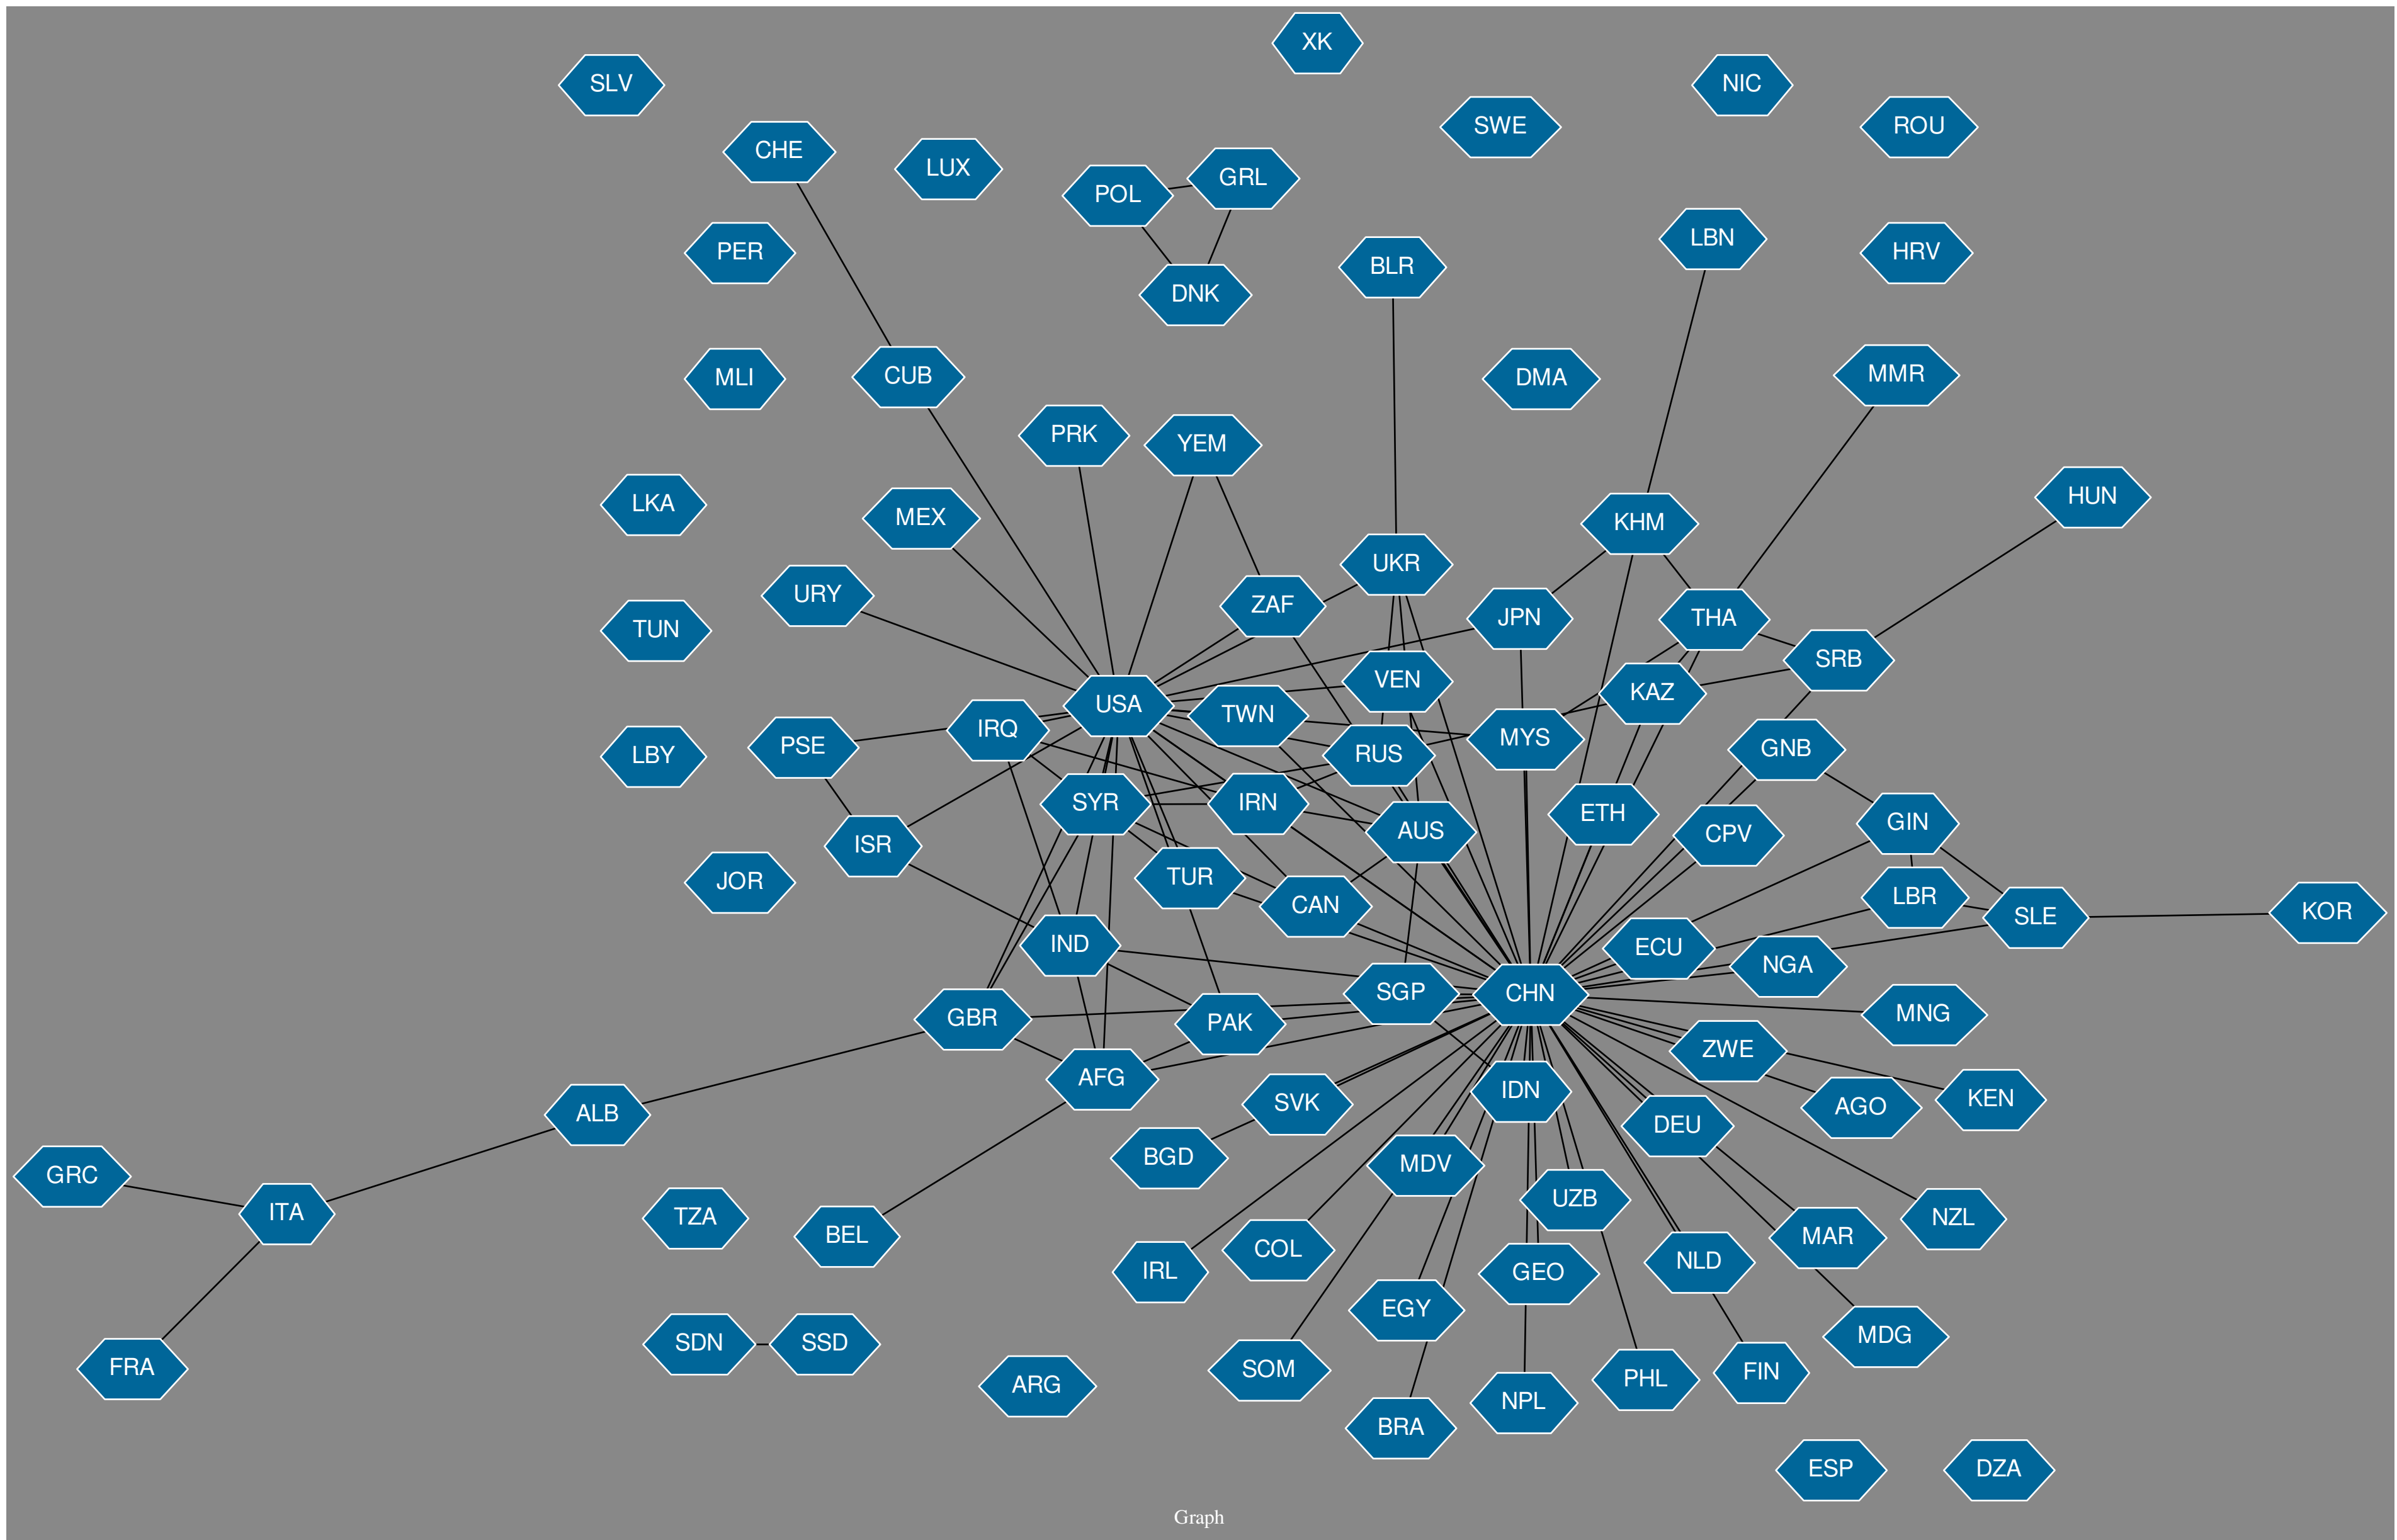 XK
SLV
NIC
SWE
ROU
CHE
LUX
GRL
POL
LBN
PER
HRV
BLR
DNK
CUB
MLI
DMA
MMR
PRK
YEM
HUN
LKA
MEX
KHM
UKR
URY
ZAF
JPN
THA
TUN
SRB
VEN
KAZ
USA
TWN
IRQ
MYS
PSE
GNB
LBY
RUS
SYR
IRN
ETH
GIN
AUS
CPV
ISR
TUR
JOR
LBR
CAN
KOR
SLE
IND
ECU
NGA
SGP
CHN
GBR
MNG
PAK
ZWE
AFG
IDN
KEN
SVK
AGO
ALB
DEU
BGD
MDV
GRC
UZB
ITA
TZA
NZL
BEL
MAR
COL
NLD
IRL
GEO
EGY
MDG
SDN
SSD
FRA
SOM
FIN
PHL
ARG
NPL
BRA
ESP
DZA
Graph